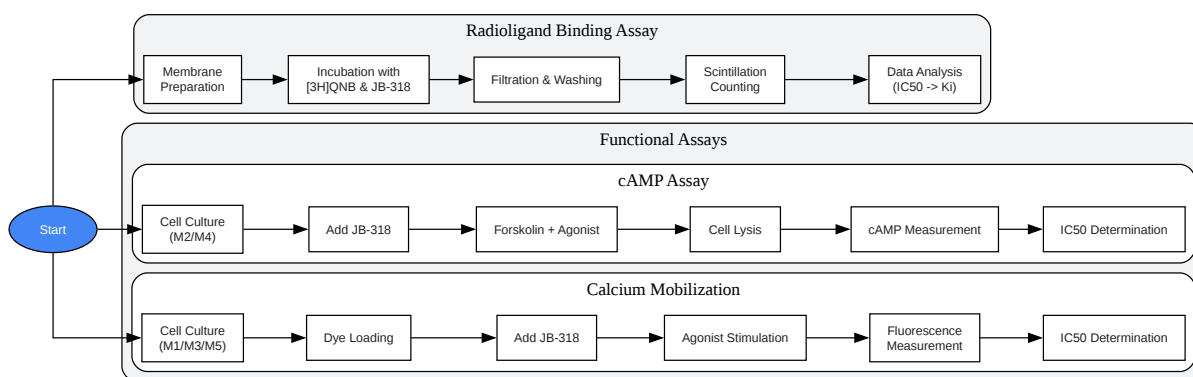 Radioligand Binding Assay
Membrane
Preparation
Incubation with
[3H]QNB & JB-318
Filtration & Washing
Scintillation
Counting
Data Analysis
(IC50 -> Ki)
Functional Assays
cAMP Assay
Start
Cell Culture
(M2/M4)
Add JB-318
Forskolin + Agonist
Cell Lysis
cAMP Measurement
IC50 Determination
Calcium Mobilization
Cell Culture
(M1/M3/M5)
Dye Loading
Add JB-318
Agonist Stimulation
Fluorescence
Measurement
IC50 Determination